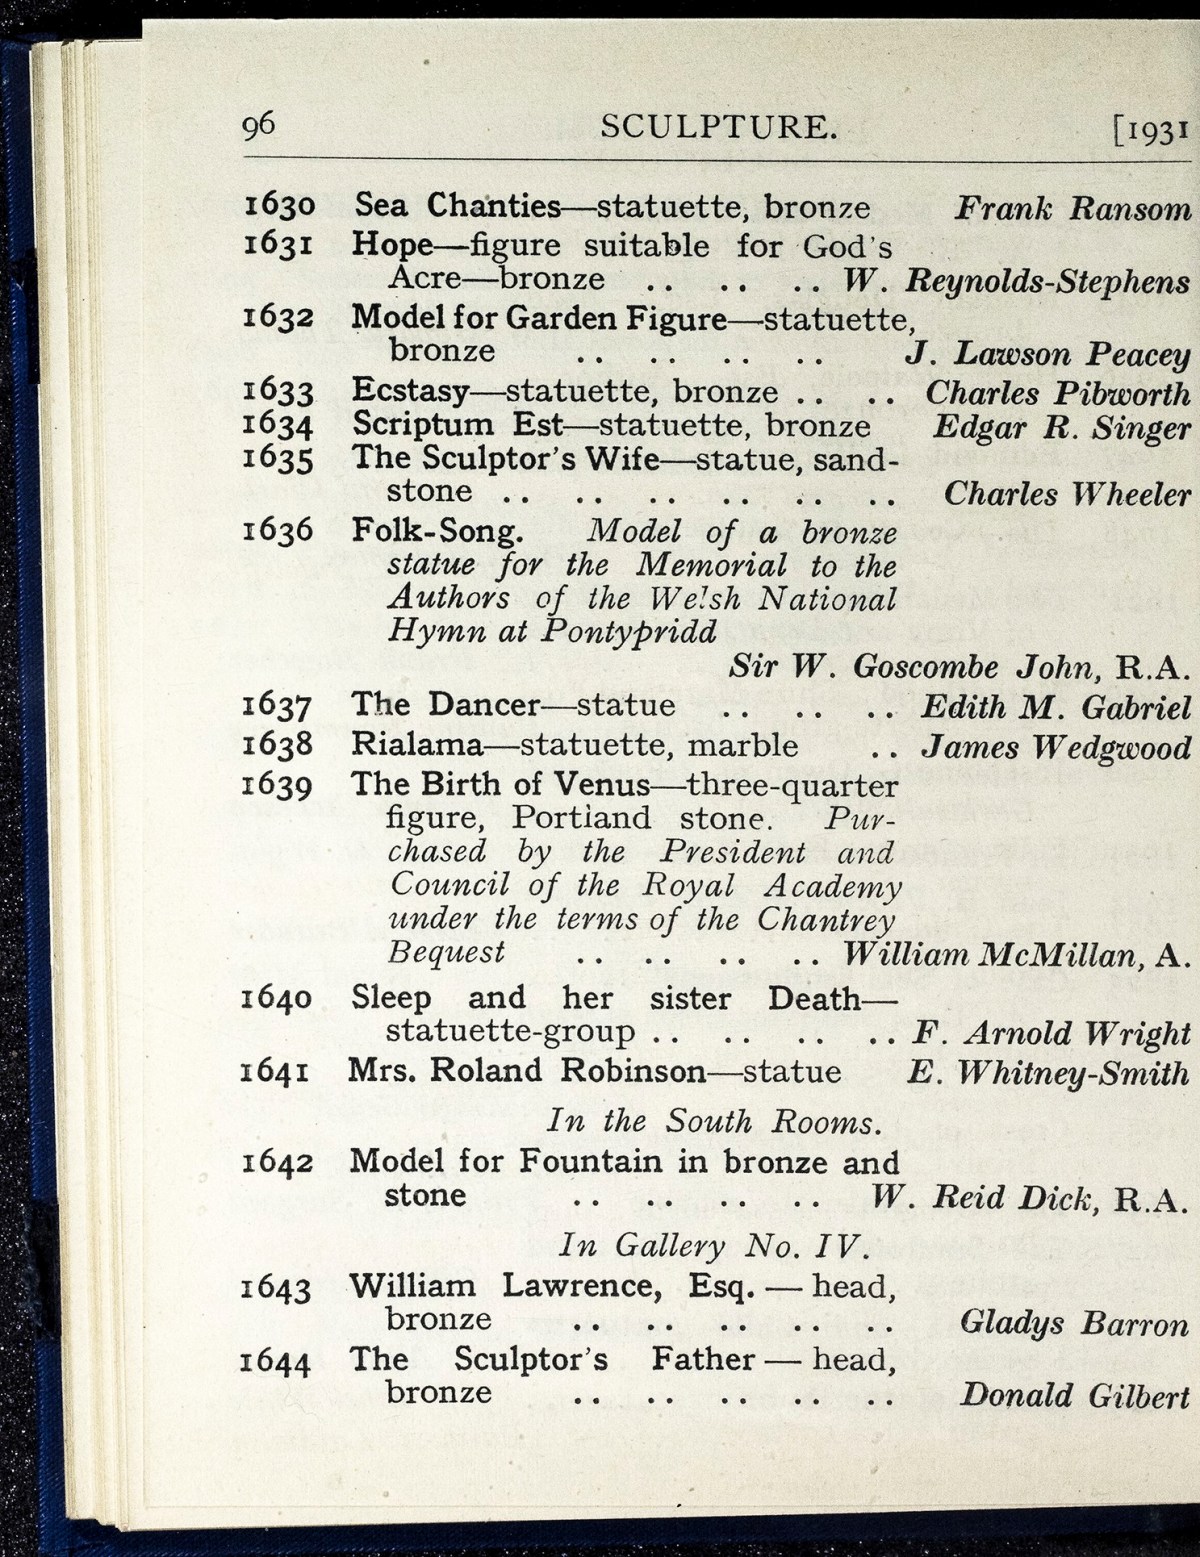 96 SCULPTURE. [1931
1630 Sea Chanties—statuette, bronze Frank Ransom
1631 Hope—figure suitable for God's
Acre—bronze .. .. .. W. Reynolds-Stephens
1632 Model for Garden Figure—statuette,
bronze .. .. .. .. J. Lawson Peacey
1633 Ecstasy—statuette, bronze .. .. Charles Pibworth
1634 Scriptum Est—statuette, bronze Edgar R. Singer
1635 The Sculptor's Wife—statue, sand-
stone .. .. .. .. .. .. Charles Wheeler
1636 Folk-Song. Model of a bronze
statue for the Memorial to the
Authors of the Welsh National
Hymn at Pontypridd
Sir W. Goscombe John, R.A.
1637 The Dancer—statue .. .. .. Edith M. Gabriel
1638 Rialama—statuette, marble .. James Wedgwood
1639 The Birth of Venus—three-quarter
figure, Portland stone. Pur-
chased by the President and
Council of the Royal Academy
under the terms of the Chantrey
Bequest .. .. .. .. William McMillan, A.
1640 Sleep and her sister Death—
statuette-group .. .. .. .. F. Arnold Wright
1641 Mrs. Roland Robinson—statue E. Whitney-Smith
In the South Rooms.
1642 Model for Fountain in bronze and
stone .. .. .. .. W. Reid Dick, R.A.
In Gallery No. IV.
1643 William Lawrence, Esq. — head,
bronze .. .. .. .. .. Gladys Barron
1644 The Sculptor's Father — head,
bronze .. .. .. .. .. Donald Gilbert